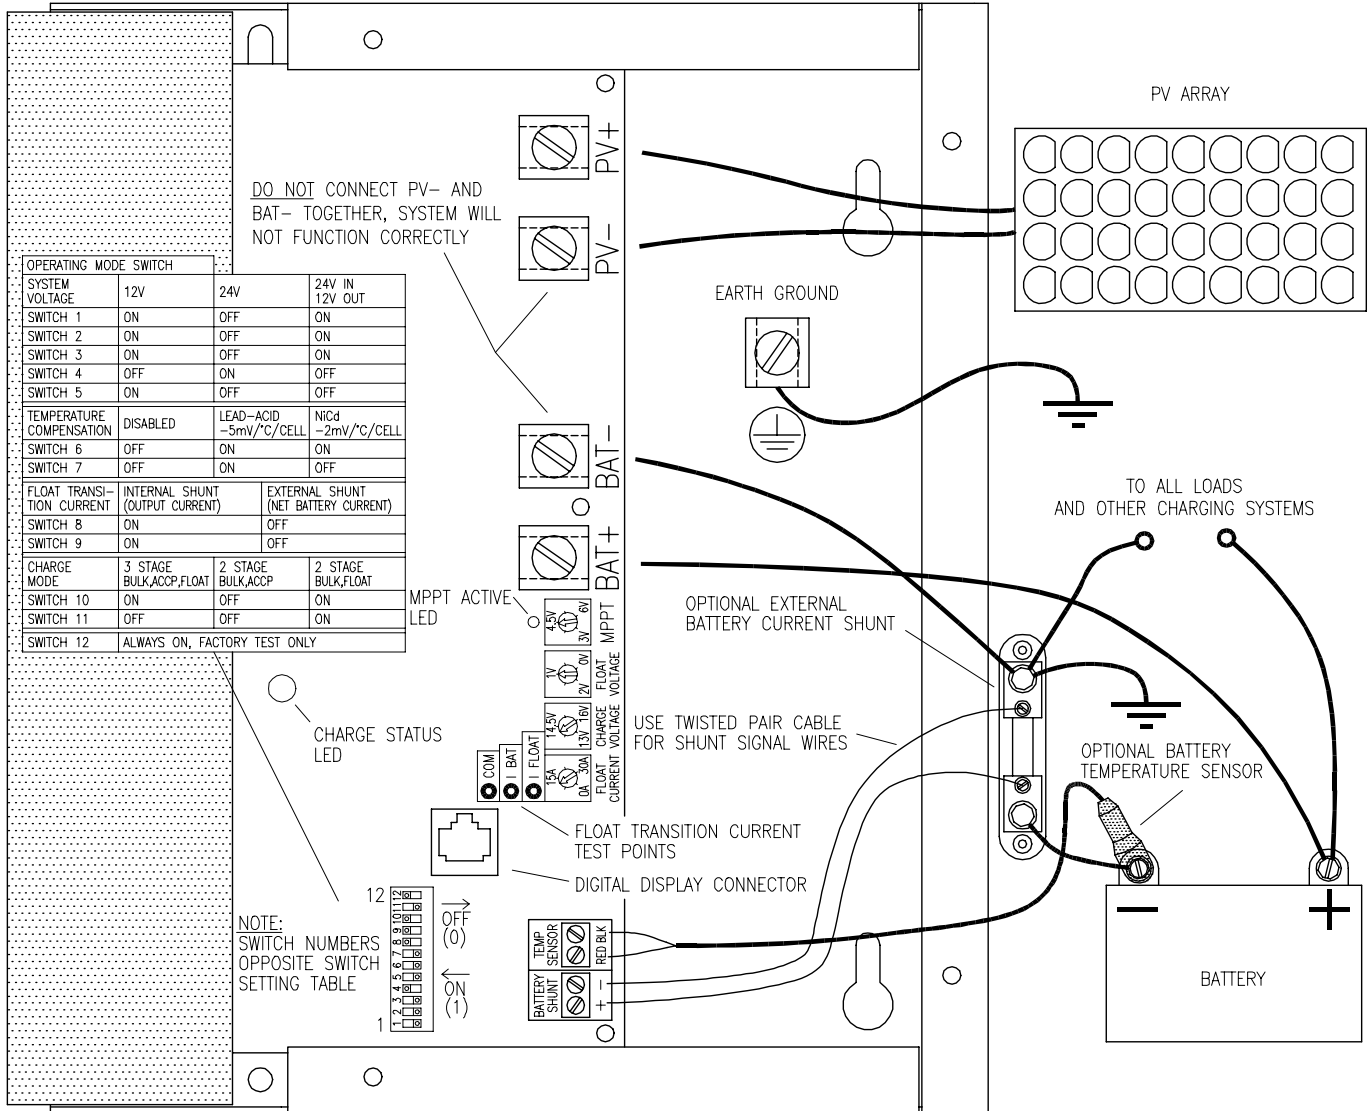 PV ARRAY
PV+
DO NOT CONNECT PV- AND
BAT- TOGETHER, SYSTEM WILL
NOT FUNCTION CORRECTLY
PV-
EARTH GROUND
OPERATING MODE SWITCH
SYSTEM VOLTAGE 12V 24V 24V IN 12V OUT
SWITCH 1 ON OFF ON
SWITCH 2 ON OFF ON
SWITCH 3 ON OFF ON
SWITCH 4 OFF ON OFF
SWITCH 5 ON OFF OFF
TEMPERATURE COMPENSATION DISABLED LEAD-ACID -5mV/°C/CELL NiCd -2mV/°C/CELL
SWITCH 6 OFF ON ON
SWITCH 7 OFF ON OFF
FLOAT TRANSI- TION CURRENT INTERNAL SHUNT (OUTPUT CURRENT) EXTERNAL SHUNT (NET BATTERY CURRENT)
SWITCH 8 ON OFF
SWITCH 9 ON OFF
CHARGE MODE 3 STAGE BULK,ACCP,FLOAT 2 STAGE BULK,ACCP 2 STAGE BULK,FLOAT
SWITCH 10 ON OFF ON
SWITCH 11 OFF OFF ON
SWITCH 12 ALWAYS ON, FACTORY TEST ONLY
BAT-
BAT+
TO ALL LOADS
AND OTHER CHARGING SYSTEMS
MPPT ACTIVE
LED
4.5V 3V 6V MPPT
1V 2V 0V FLOAT VOLTAGE
14.5V 13V 16V CHARGE VOLTAGE
15A 0A 30A FLOAT CURRENT
OPTIONAL EXTERNAL
BATTERY CURRENT SHUNT
CHARGE STATUS
LED
COM
I BAT
I FLOAT
USE TWISTED PAIR CABLE
FOR SHUNT SIGNAL WIRES
OPTIONAL BATTERY
TEMPERATURE SENSOR
FLOAT TRANSITION CURRENT
TEST POINTS
DIGITAL DISPLAY CONNECTOR
NOTE:
SWITCH NUMBERS
OPPOSITE SWITCH
SETTING TABLE
12
1
1 2 3 4 5 6 7 8 9 10 11 12
OFF
(0)
ON
(1)
TEMP SENSOR
RED BLK
BATTERY SHUNT
+ -
- +
BATTERY